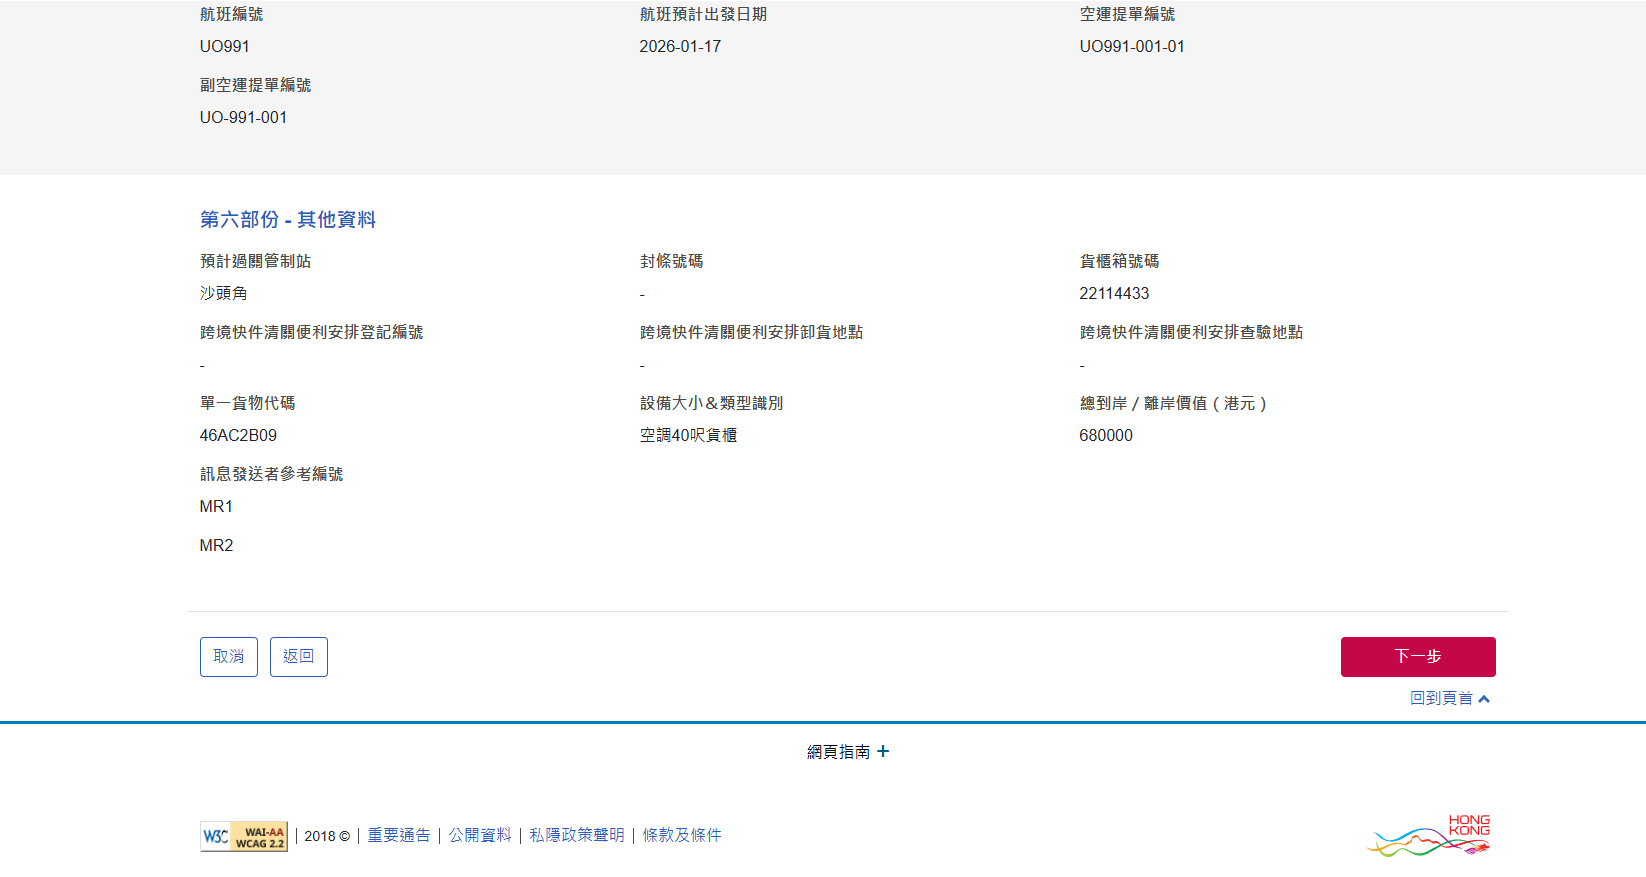 航班編號 航班預計出發日期 空運提單編號
UO991 2026-01-17 UO991-001-01
副空運提單編號
UO-991-001
第六部份 - 其他資料
預計過關管制站 封條號碼 貨櫃箱號碼
沙頭角 - 22114433
跨境快件清關便利安排登記編號 跨境快件清關便利安排卸貨地點 跨境快件清關便利安排查驗地點
- - -
單一貨物代碼 設備大小＆類型識別 總到岸 / 離岸價值 ( 港元 )
46AC2B09 空調40呎貨櫃 680000
訊息發送者參考編號
MR1
MR2
取消 返回 下一步
回到頁首
網頁指南 +
W3C WAI-AA WCAG 2.2 | 2018 © | 重要通告 | 公開資料 | 私隱政策聲明 | 條款及條件
HONG
KONG